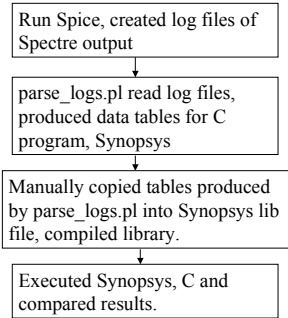 Run Spice, created log files of
Spectre output
parse_logs.pl read log files,
produced data tables for C
program, Synopsys
Manually copied tables produced
by parse_logs.pl into Synopsys lib
file, compiled library.
Executed Synopsys, C and
compared results.